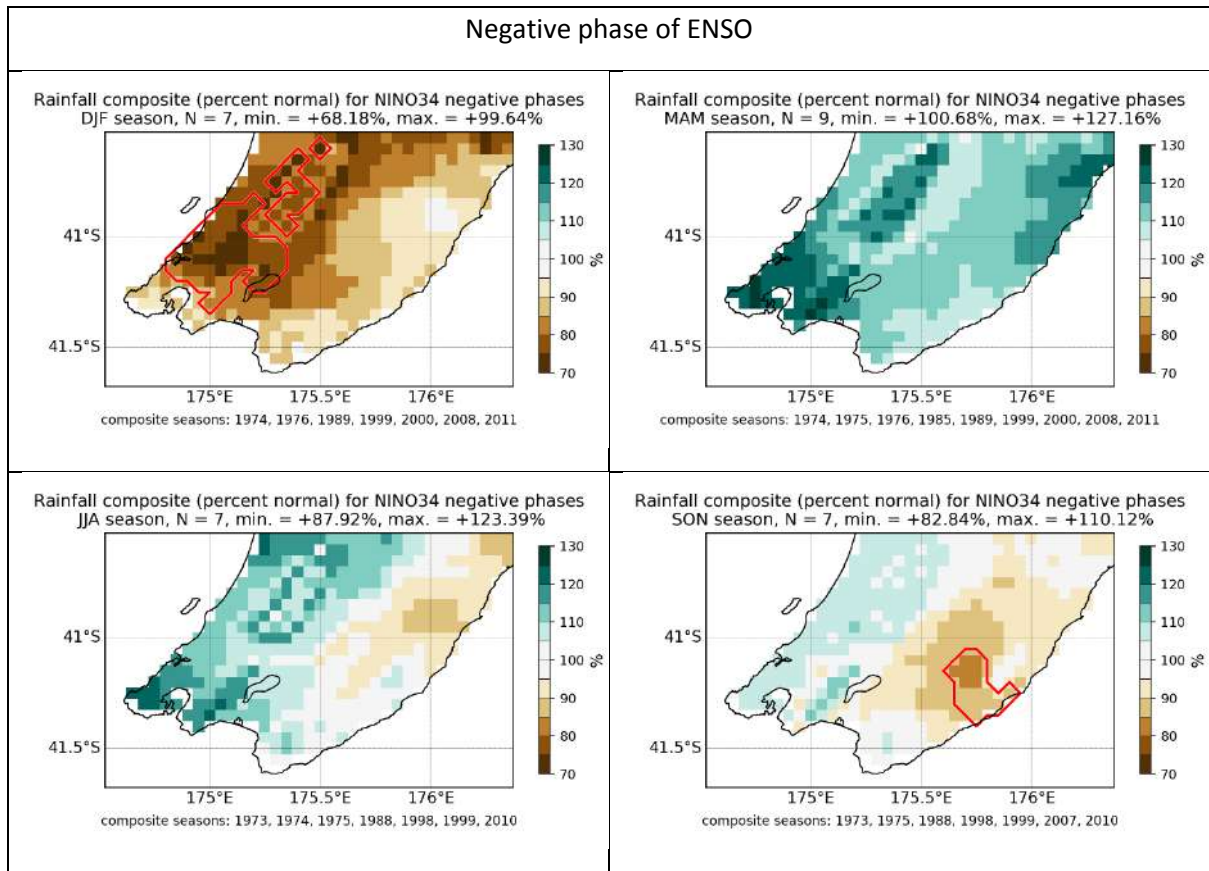 Negative phase of ENSO
Rainfall composite (percent normal) for NINO34 negative phases
DJF season, N = 7, min. = +68.18%, max. = +99.64%
130
120
110
100
90
80
70
%
41°S
41.5°S
175°E
175.5°E
176°E
composite seasons: 1974, 1976, 1989, 1999, 2000, 2008, 2011
Rainfall composite (percent normal) for NINO34 negative phases
MAM season, N = 9, min. = +100.68%, max. = +127.16%
130
120
110
100
90
80
70
%
41°S
41.5°S
175°E
175.5°E
176°E
composite seasons: 1974, 1975, 1976, 1985, 1989, 1999, 2000, 2008, 2011
Rainfall composite (percent normal) for NINO34 negative phases
JJA season, N = 7, min. = +87.92%, max. = +123.39%
130
120
110
100
90
80
70
%
41°S
41.5°S
175°E
175.5°E
176°E
composite seasons: 1973, 1974, 1975, 1988, 1998, 1999, 2010
Rainfall composite (percent normal) for NINO34 negative phases
SON season, N = 7, min. = +82.84%, max. = +110.12%
130
120
110
100
90
80
70
%
41°S
41.5°S
175°E
175.5°E
176°E
composite seasons: 1973, 1975, 1988, 1998, 1999, 2007, 2010